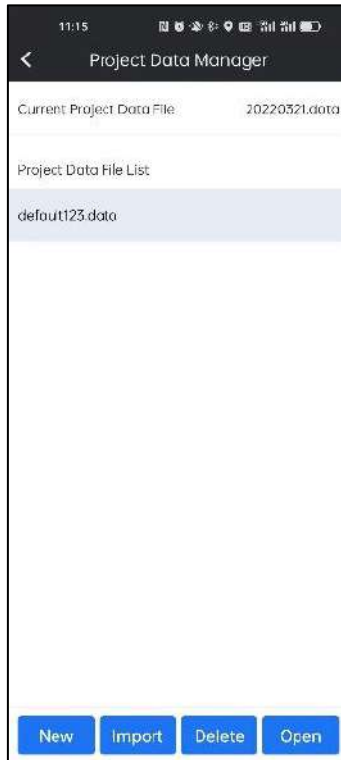 11:15
Project Data Manager
Current Project Data File 20220321.data
Project Data File List
default123.data
New Import Delete Open